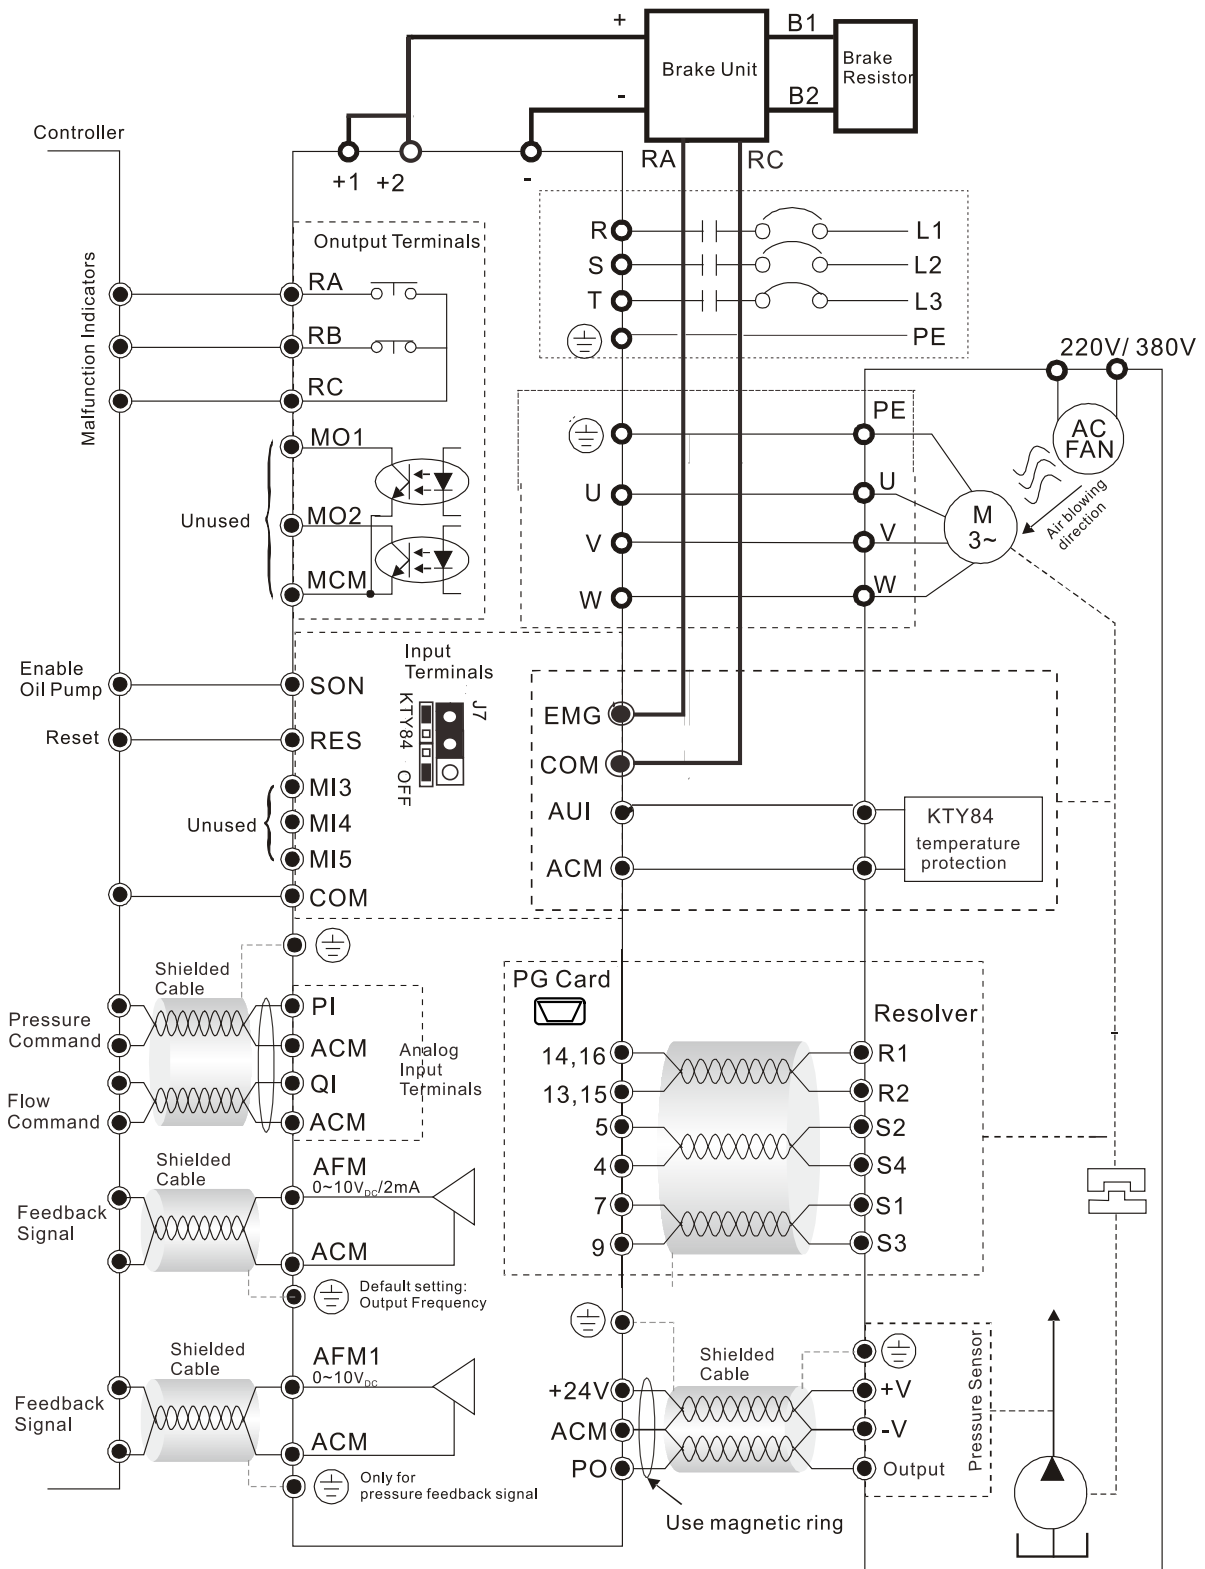 +
B1
Brake Unit
Brake
Resistor
-
B2
Controller
RA
RC
+1
+2
-
Malfunction Indicators
Onutput Terminals
RA
RB
RC
MO1
MO2
MCM
Unused
R
S
T
L1
L2
L3
PE
220V/ 380V
AC
FAN
Air blowing
direction
PE
U
V
W
U
V
W
M
3~
Enable
Oil Pump
SON
Reset
RES
MI3
MI4
MI5
Unused
COM
Input
Terminals
KTY84
OFF
J7
EMG
COM
AUI
ACM
KTY84
temperature
protection
Shielded
Cable
Pressure
Command
Flow
Command
PI
ACM
QI
ACM
Analog
Input
Terminals
PG Card
Resolver
14,16
13,15
5
4
7
9
R1
R2
S2
S4
S1
S3
Shielded
Cable
Feedback
Signal
AFM
0~10VDC/2mA
ACM
Default setting:
Output Frequency
Shielded
Cable
Feedback
Signal
AFM1
0~10VDC
ACM
Only for
pressure feedback signal
Shielded
Cable
+24V
ACM
PO
+V
-V
Output
Pressure Sensor
Use magnetic ring